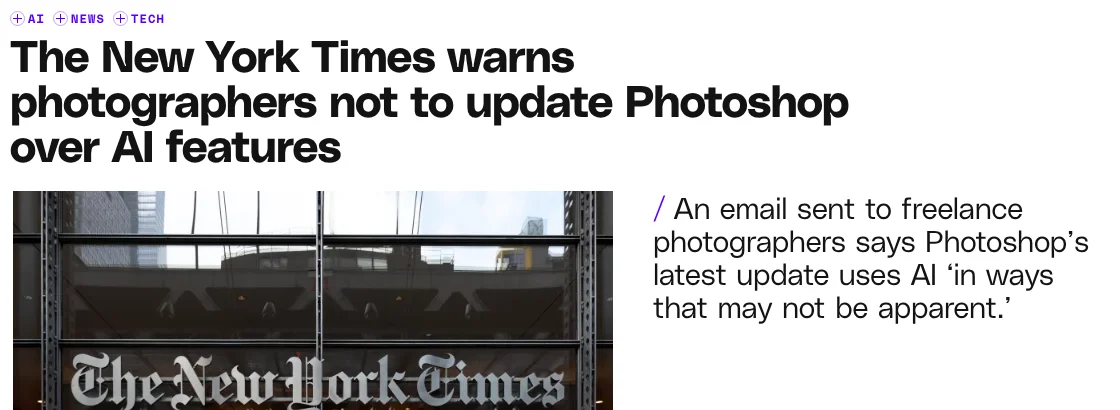 AI NEWS TECH
The New York Times warns
photographers not to update Photoshop
over AI features
/ An email sent to freelance
photographers says Photoshop’s
latest update uses AI ‘in ways
that may not be apparent.’
The New York Times